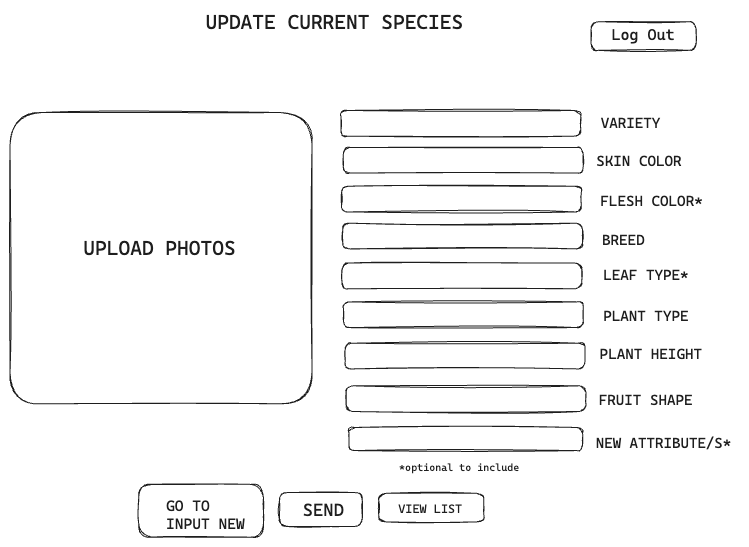 UPDATE CURRENT SPECIES
Log Out
UPLOAD PHOTOS
VARIETY
SKIN COLOR
FLESH COLOR*
BREED
LEAF TYPE*
PLANT TYPE
PLANT HEIGHT
FRUIT SHAPE
NEW ATTRIBUTE/S*
*optional to include
GO TO
INPUT NEW
SEND
VIEW LIST